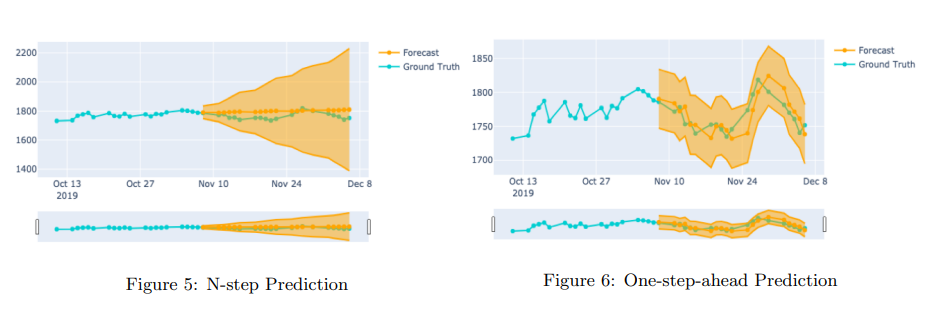 2200
2000
1800
1600
1400
Oct 13
2019
Oct 27
Nov 10
Nov 24
Dec 8
Forecast
Ground Truth
Figure 5: N-step Prediction
1850
1800
1750
1700
Oct 13
2019
Oct 27
Nov 10
Nov 24
Dec 8
Forecast
Ground Truth
Figure 6: One-step-ahead Prediction